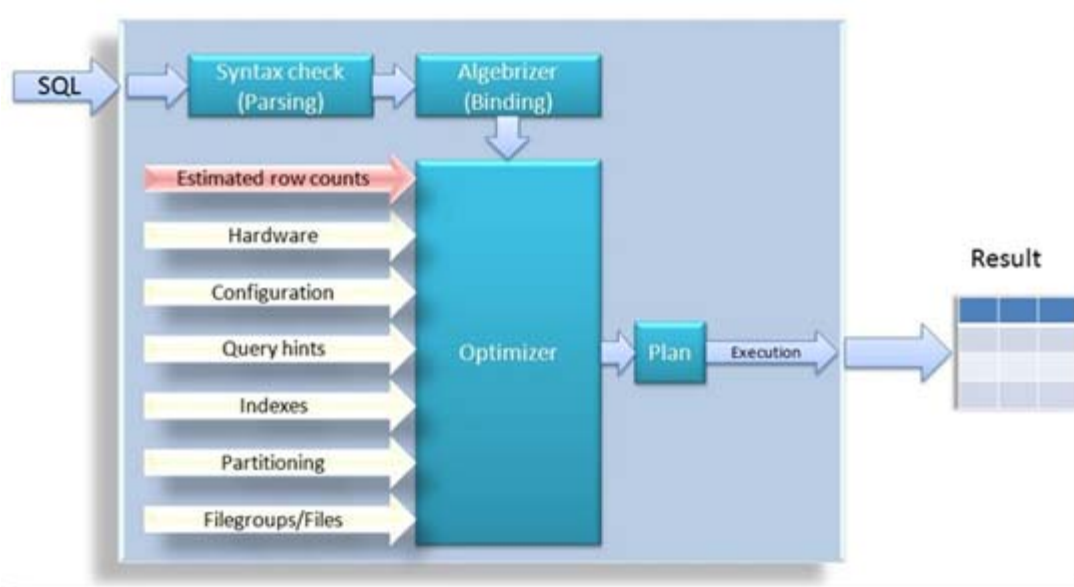 SQL
Syntax check
(Parsing)
Algebrizer
(Binding)
Estimated row counts
Hardware
Configuration
Query hints
Indexes
Partitioning
Filegroups/Files
Optimizer
Plan
Execution
Result